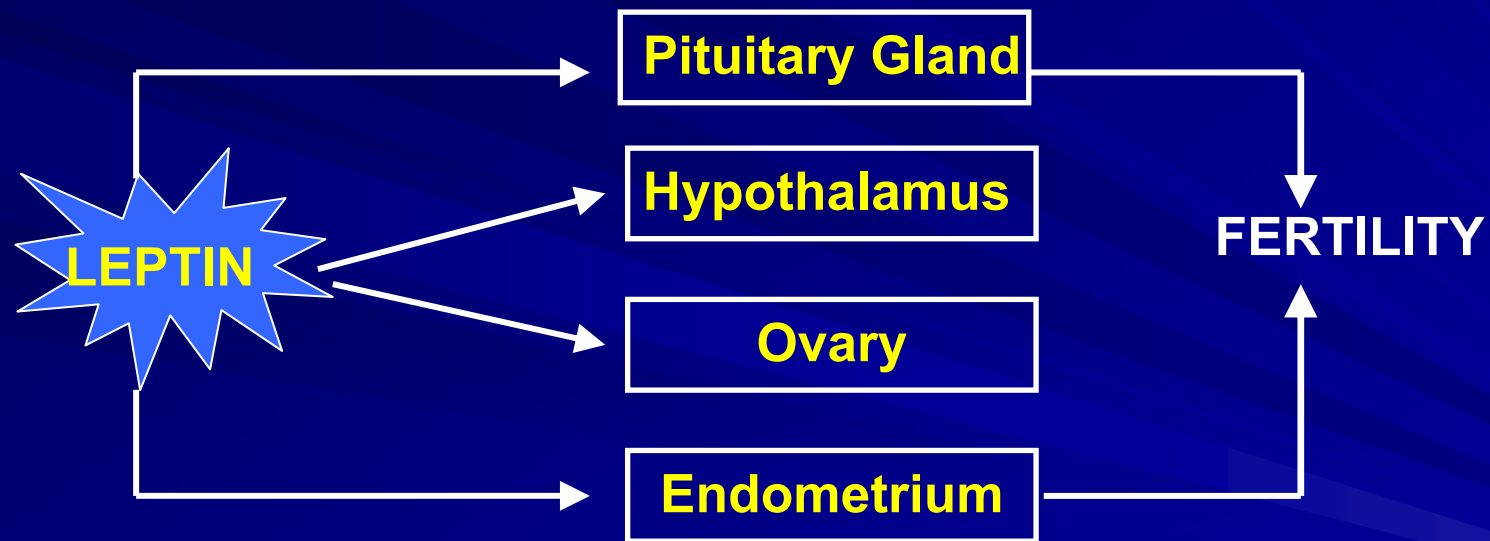 Pituitary Gland
Hypothalamus
LEPTIN
FERTILITY
Ovary
Endometrium